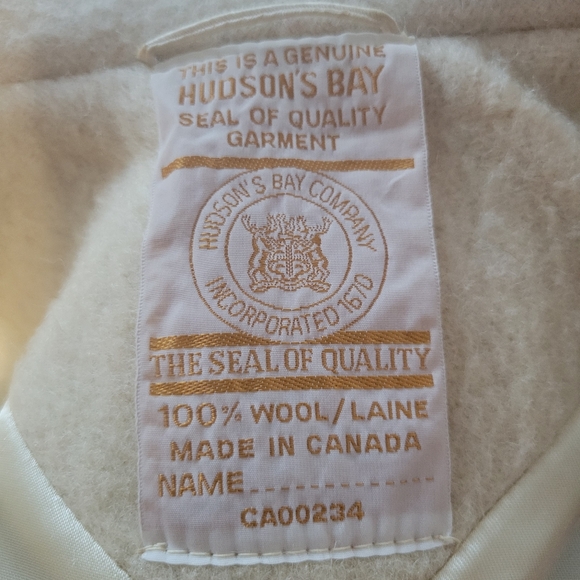 THIS IS A GENUINE
HUDSON'S BAY
SEAL OF QUALITY
GARMENT
HUDSON'S BAY COMPANY
INCORPORATED 1670
THE SEAL OF QUALITY
100% WOOL/LAINE
MADE IN CANADA
NAME
CA00234